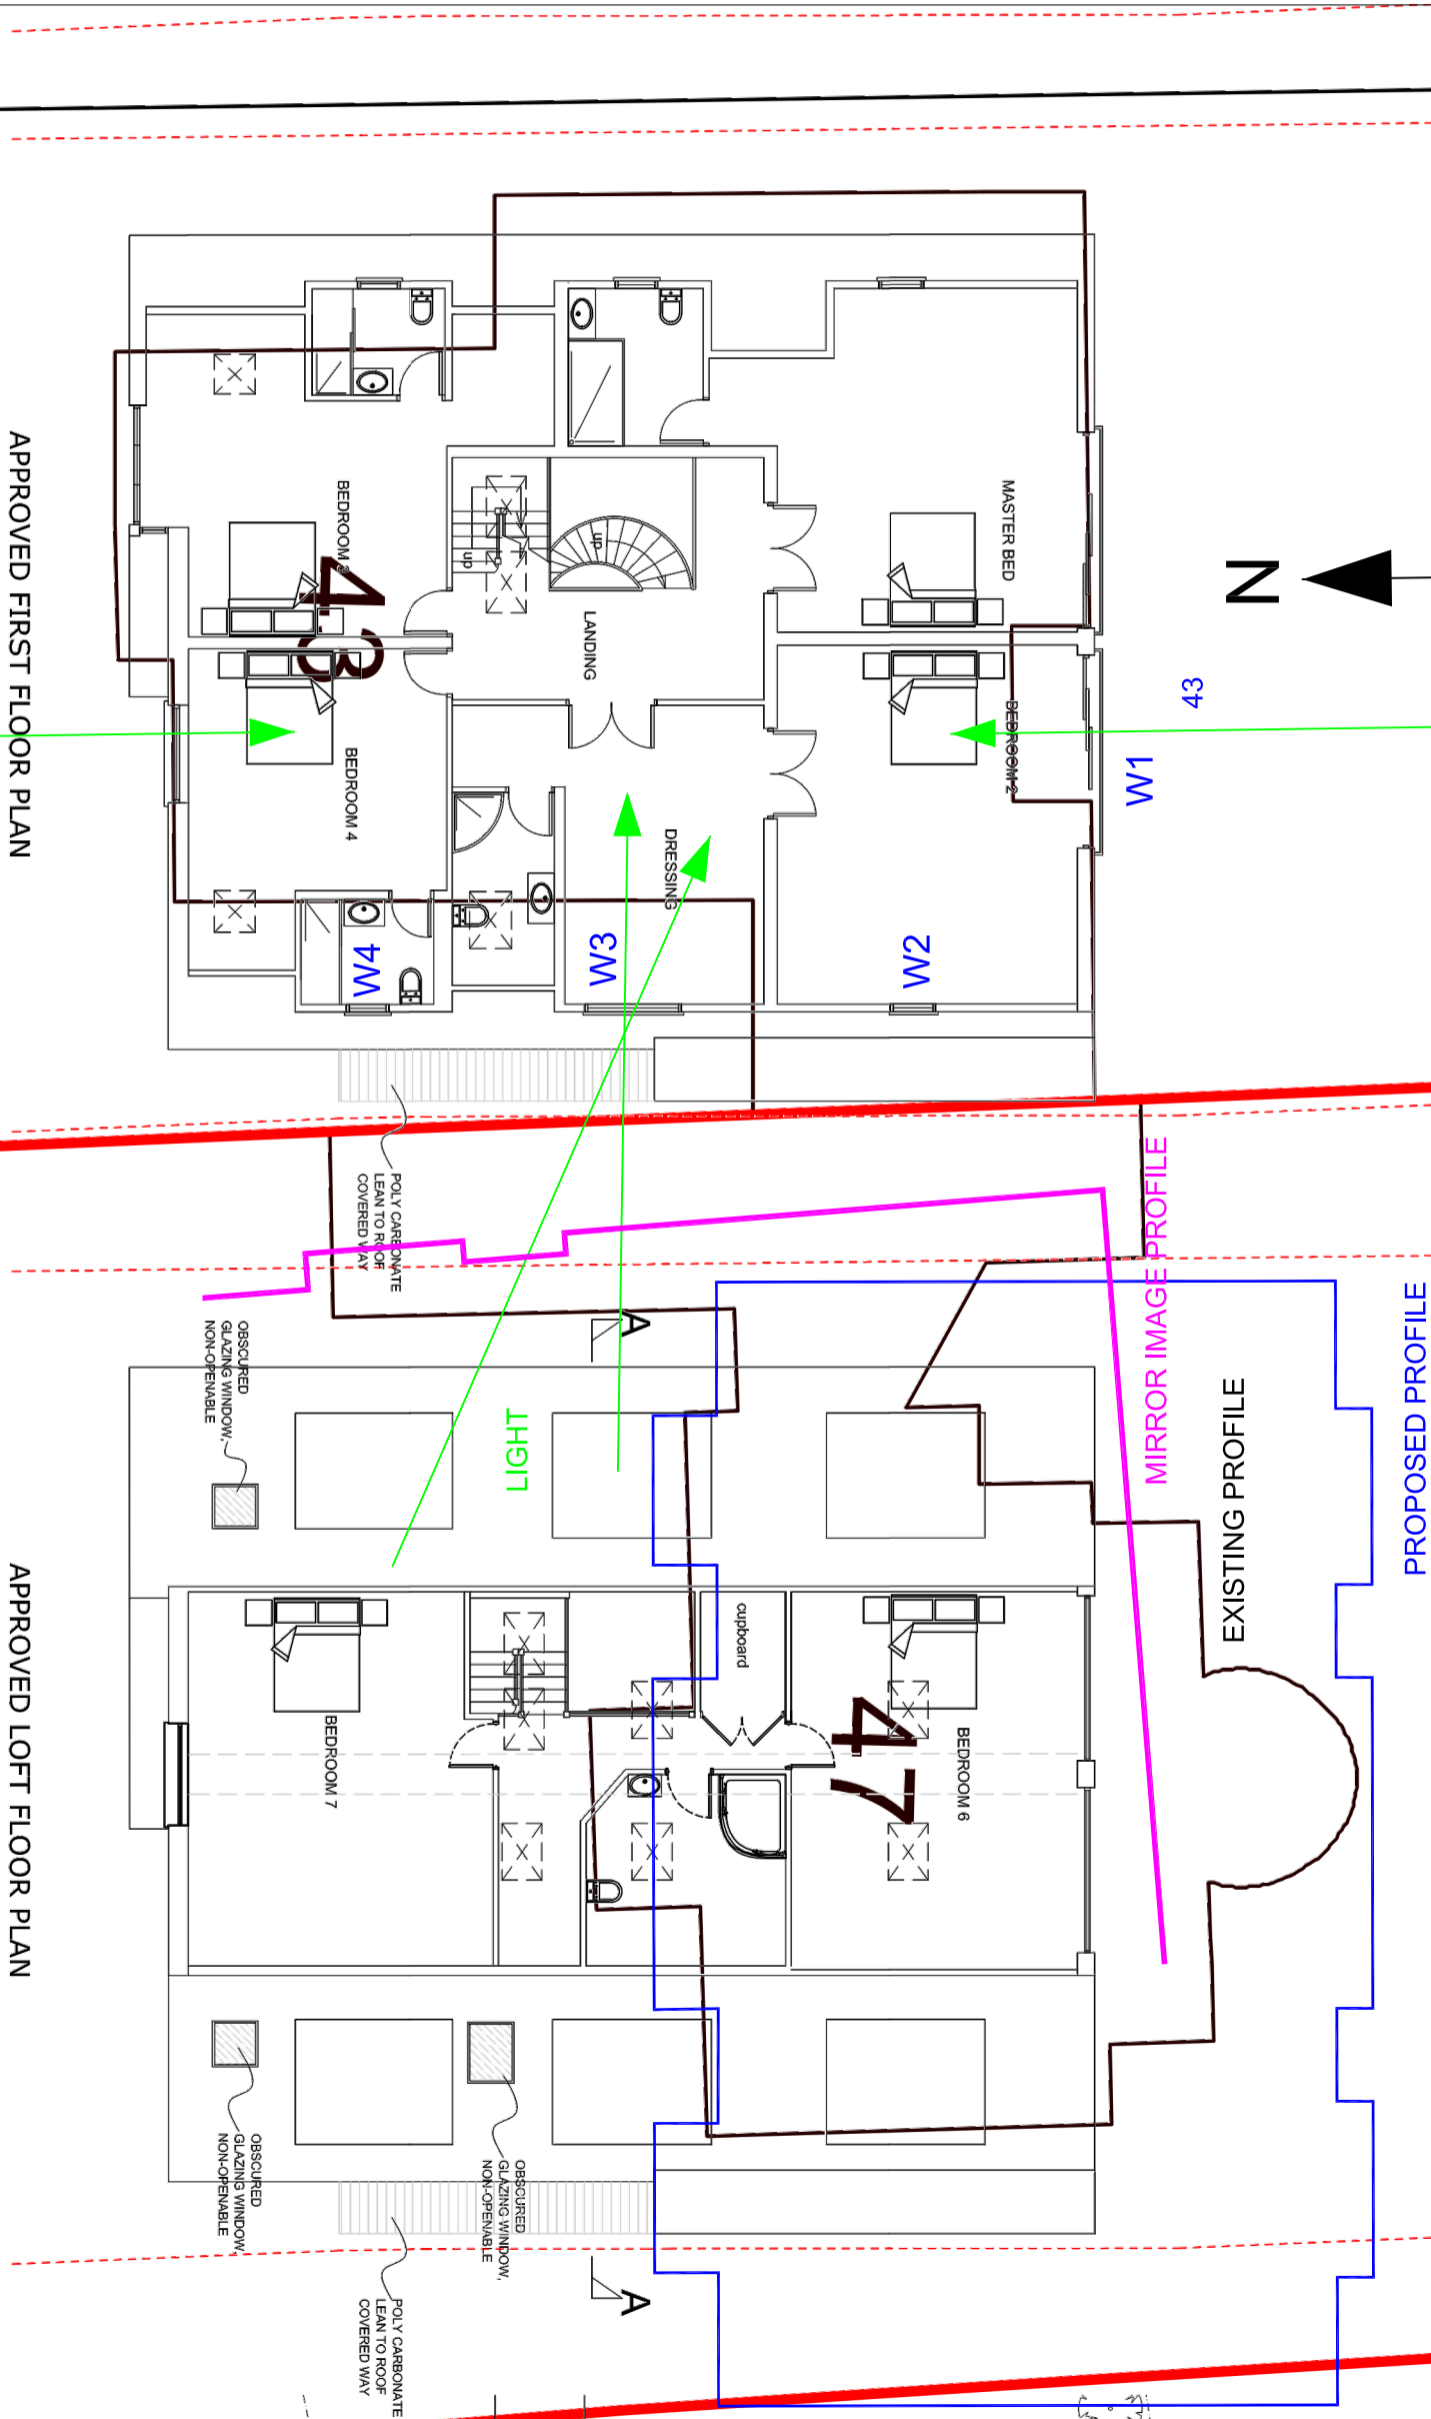 N
43
W1
MASTER BED
BEDROOM 2
W2
LANDING
up
up
DRESSING
W3
BEDROOM 3
43
BEDROOM 4
W4
APPROVED FIRST FLOOR PLAN
POLY CARBONATE
LEAN TO ROOF
COVERED WAY
PROPOSED PROFILE
EXISTING PROFILE
MIRROR IMAGE PROFILE
A
LIGHT
OBSCURED
GLAZING WINDOW,
NON-OPENABLE
cupboard
BEDROOM 6
47
BEDROOM 7
APPROVED LOFT FLOOR PLAN
OBSCURED
GLAZING WINDOW,
NON-OPENABLE
OBSCURED
GLAZING WINDOW,
NON-OPENABLE
A
POLY CARBONATE
LEAN TO ROOF
COVERED WAY